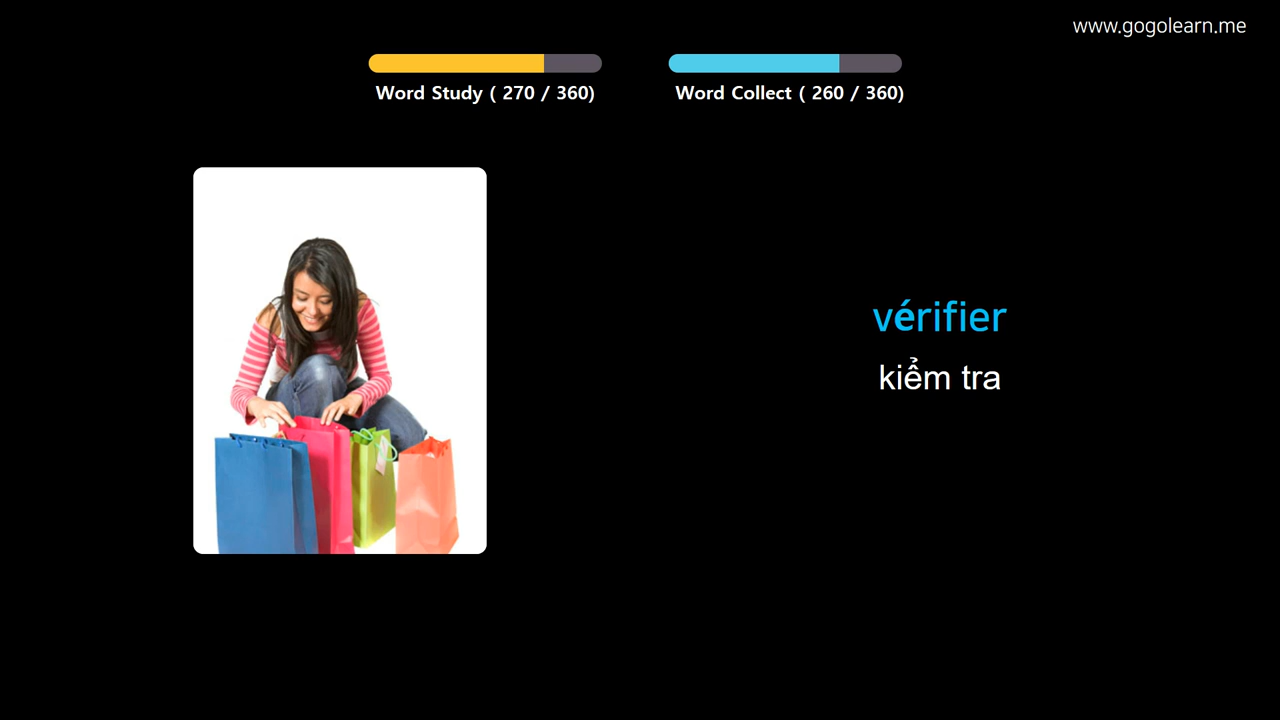 www.gogolearn.me
Word Study ( 270 / 360)
Word Collect ( 260 / 360)
vérifier
kiểm tra